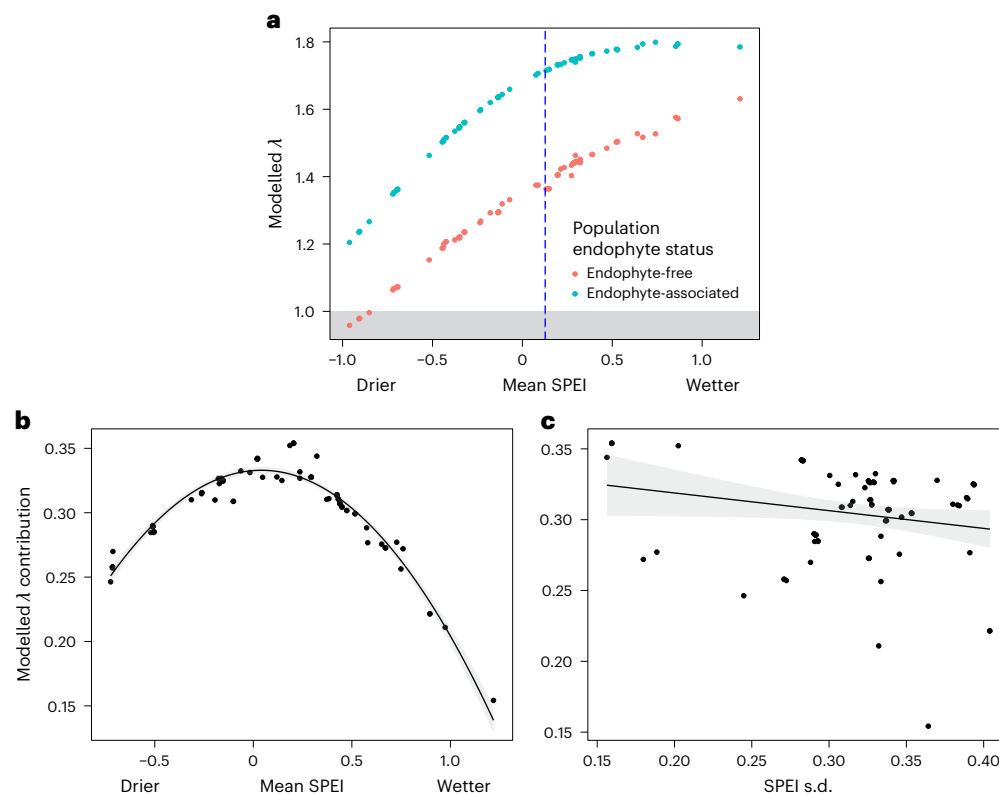 a
1.8
1.6
1.4
1.2
1.0
Modelled λ
Population
endophyte status
Endophyte-free
Endophyte-associated
−1.0
−0.5
0
0.5
1.0
Drier
Mean SPEI
Wetter
b
0.35
0.30
0.25
0.20
0.15
Modelled λ contribution
−0.5
0
0.5
1.0
Drier
Mean SPEI
Wetter
c
0.35
0.30
0.25
0.20
0.15
0.15
0.20
0.25
0.30
0.35
0.40
SPEI s.d.